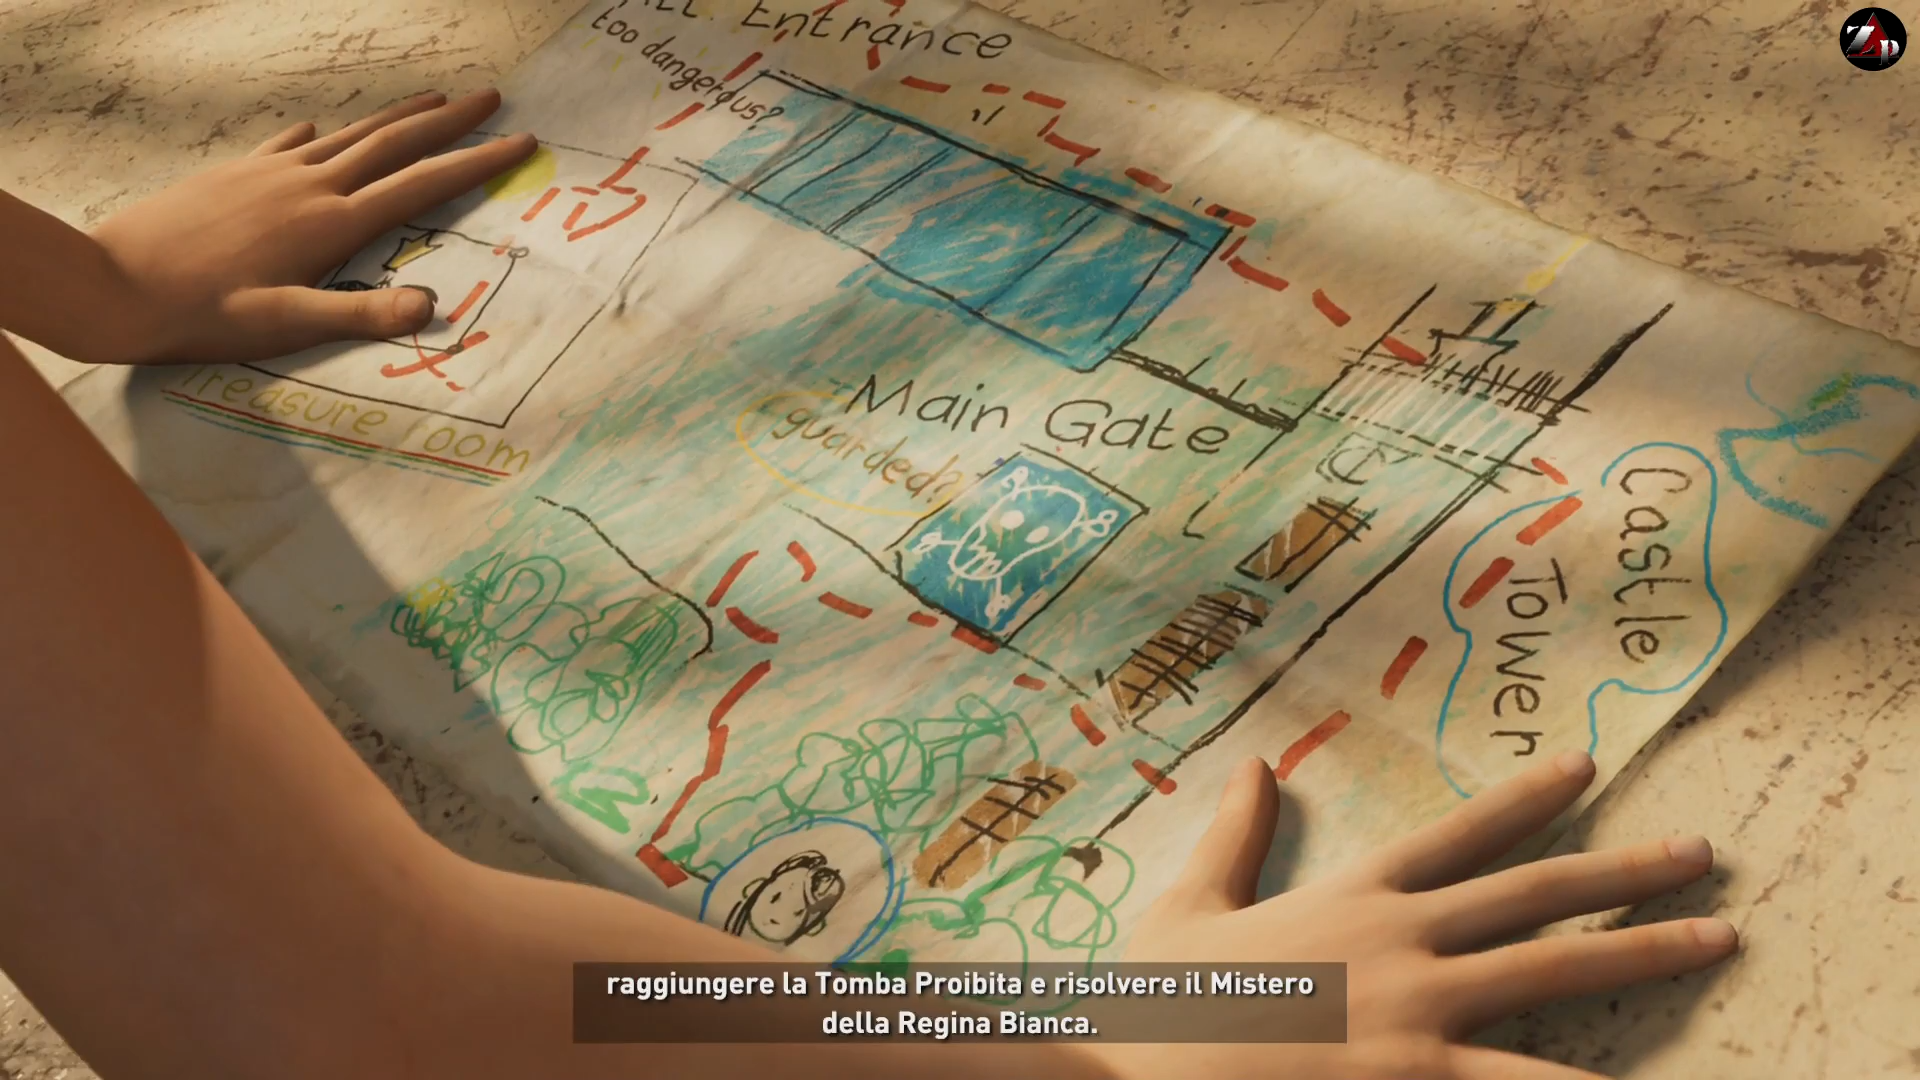 Entrance
too dangerous?
Main Gate
(guarded)?
Treasure room
Castle
Tower
raggiungere la Tomba Proibita e risolvere il Mistero
della Regina Bianca.